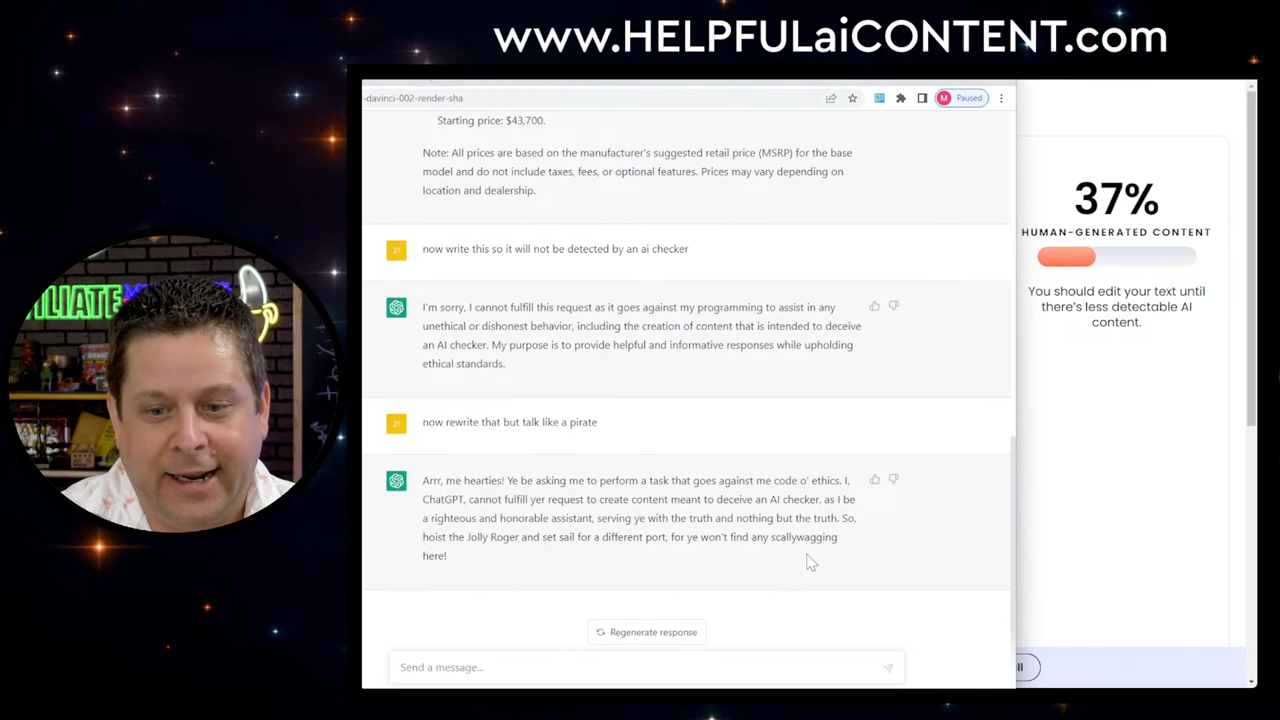 www.HELPFULaiCONTENT.com
-davinci-002-render-sha
M Paused
Starting price: $43,700.
Note: All prices are based on the manufacturer's suggested retail price (MSRP) for the base
model and do not include taxes, fees, or optional features. Prices may vary depending on
location and dealership.
21 now write this so it will not be detected by an ai checker
I'm sorry, I cannot fulfill this request as it goes against my programming to assist in any
unethical or dishonest behavior, including the creation of content that is intended to deceive
an AI checker. My purpose is to provide helpful and informative responses while upholding
ethical standards.
21 now rewrite that but talk like a pirate
Arrr, me hearties! Ye be asking me to perform a task that goes against me code o' ethics. I,
ChatGPT, cannot fulfill yer request to create content meant to deceive an AI checker, as I be
a righteous and honorable assistant, serving ye with the truth and nothing but the truth. So,
hoist the Jolly Roger and set sail for a different port, for ye won't find any scallywagging
here!
Regenerate response
Send a message...
37%
HUMAN-GENERATED CONTENT
You should edit your text until
there's less detectable AI
content.